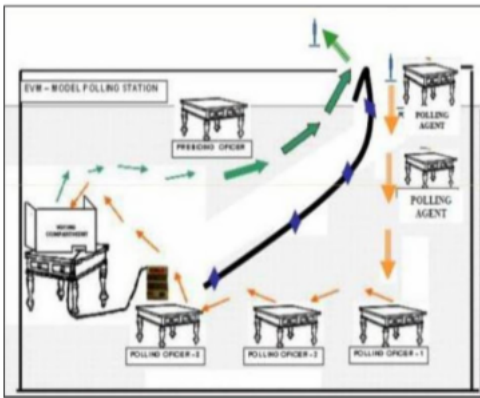 EVM – MODEL POLLING STATION
POLLING
AGENT
PRESIDING OFICER
POLLING
AGENT
VOTING
COMPARTMENT
POLLING OFICER -3
POLLING OFICER -2
POLLING OFICER -1